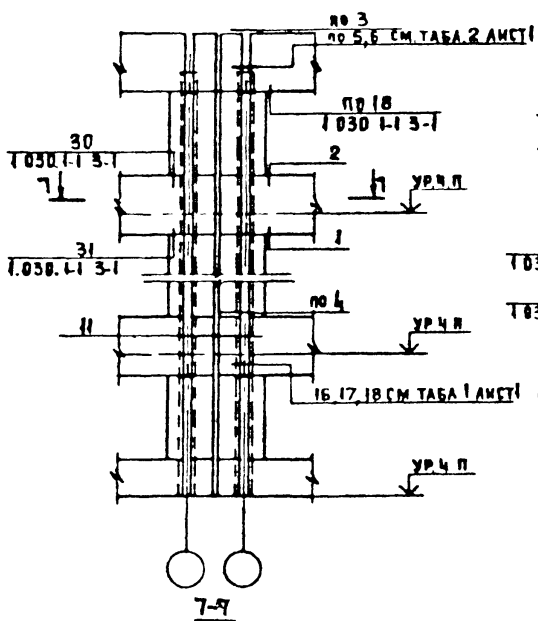 по 3
по 5,6 СМ. ТАБЛ. 2 ЛИСТ 1
по 18
1.030.1-1 3-1
30
1.030.1-1 3-1
2
7
7
УР.Ч.П
31
1.030.1-1 3-1
1
103
по 4
103
11
УР.Ч.П
16,17,18 СМ ТАБЛ 1 ЛИСТ 1
УР.Ч.П
7-7